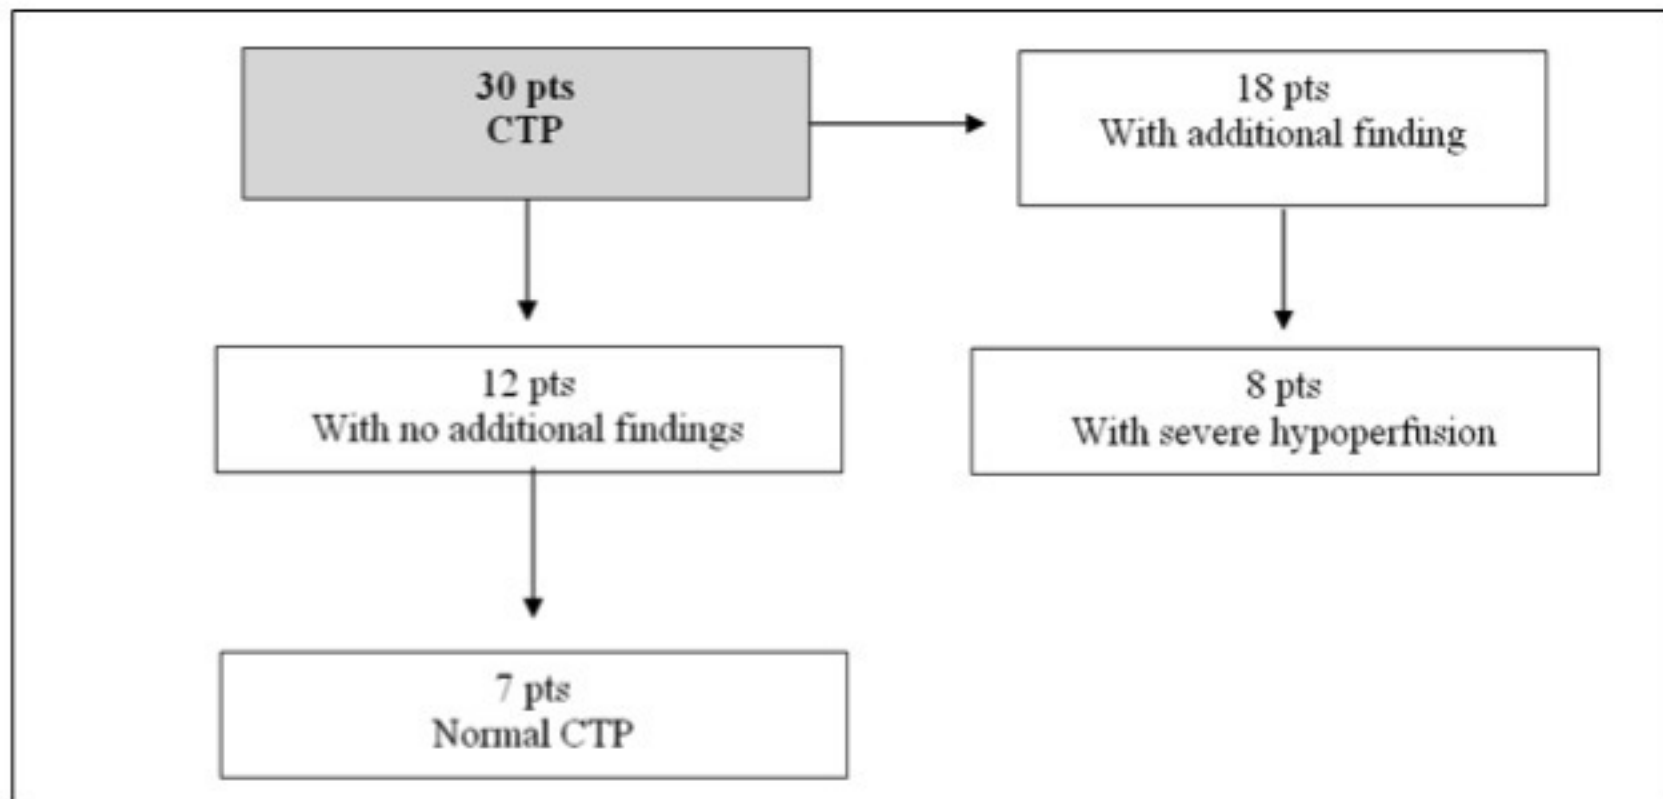 30 pts
CTP
18 pts
With additional finding
12 pts
With no additional findings
8 pts
With severe hypoperfusion
7 pts
Normal CTP